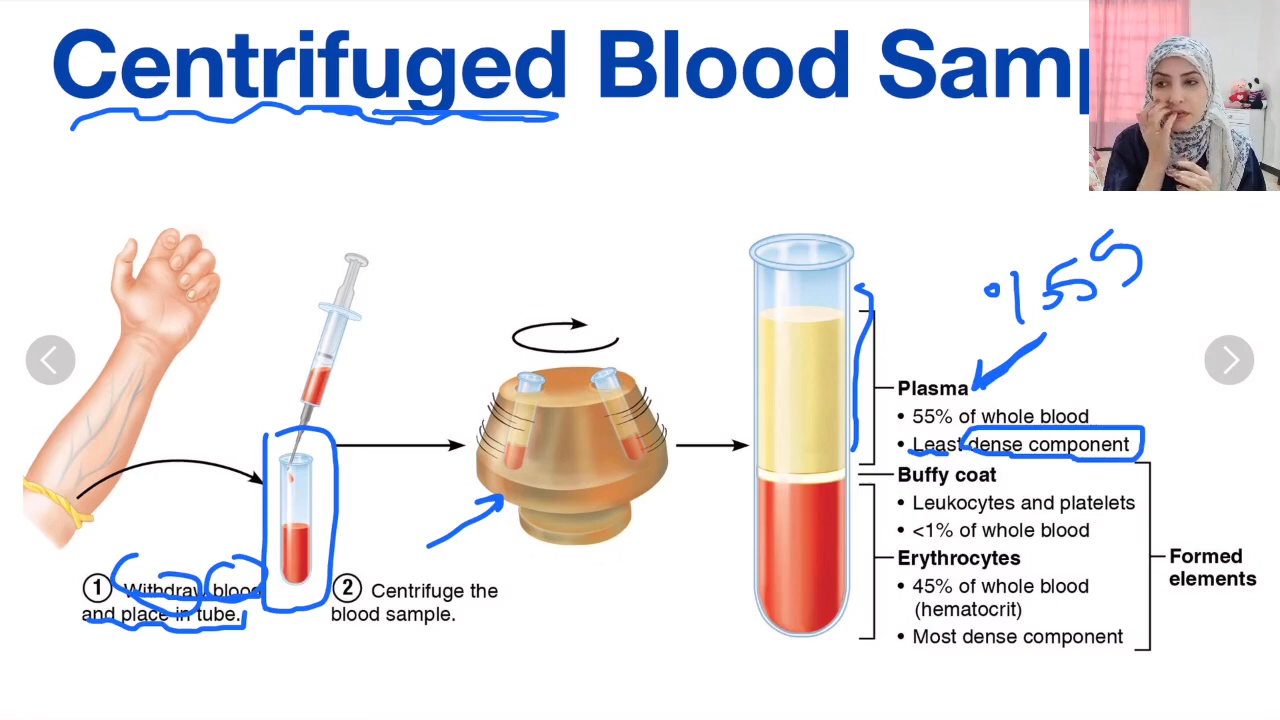 Centrifuged Blood Samp
%55
Plasma
• 55% of whole blood
• Least dense component
Buffy coat
• Leukocytes and platelets
• <1% of whole blood
Erythrocytes
• 45% of whole blood
(hematocrit)
• Most dense component
Formed
elements
1 Withdraw blood
and place in tube.
2 Centrifuge the
blood sample.